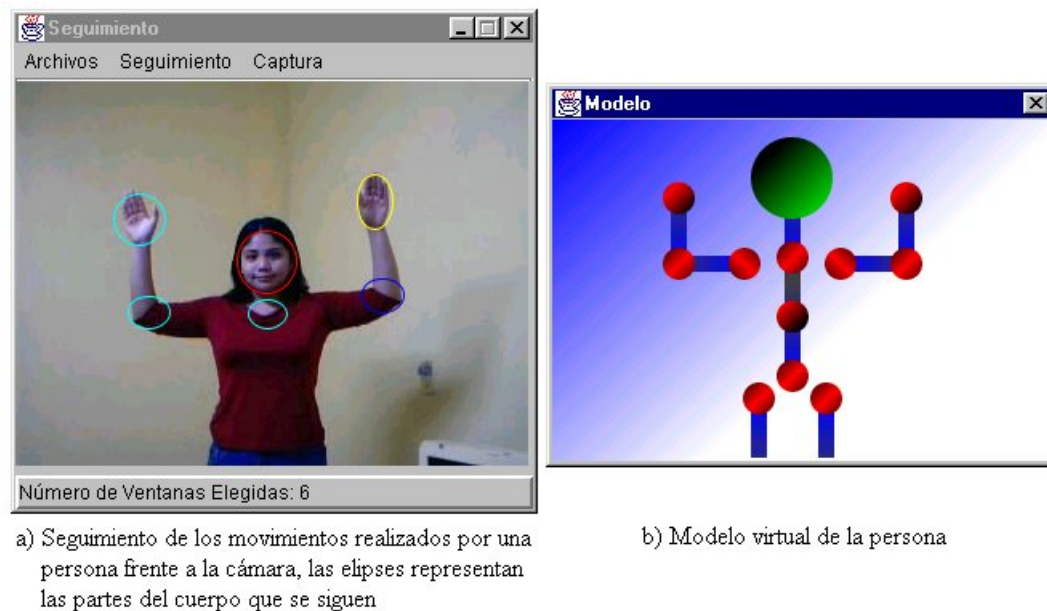 Seguimiento
Archivos Seguimiento Captura
Número de Ventanas Elegidas: 6
a) Seguimiento de los movimientos realizados por una
persona frente a la cámara, las elipses representan
las partes del cuerpo que se siguen
Modelo
b) Modelo virtual de la persona